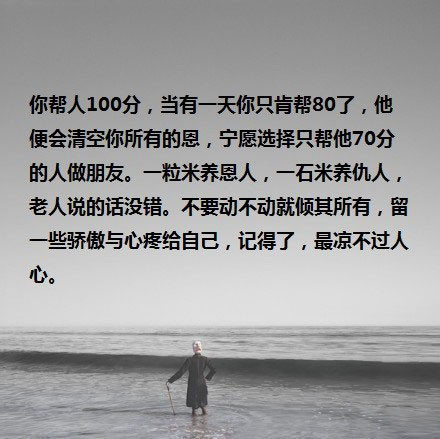 你帮人100分，当有一天你只肯帮80了，他
便会清空你所有的恩，宁愿选择只帮他70分
的人做朋友。一粒米养恩人，一石米养仇人，
老人说的话没错。不要动不动就倾其所有，留
一些骄傲与心疼给自己，记得了，最凉不过人
心。